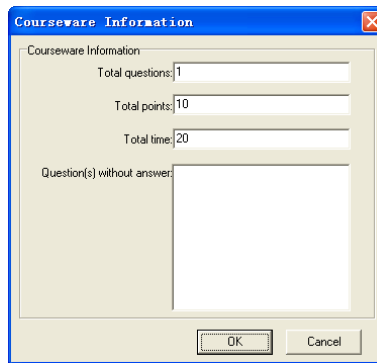 Courseware Information
Courseware Information
Total questions: 1
Total points: 10
Total time: 20
Question(s) without answer:
OK Cancel